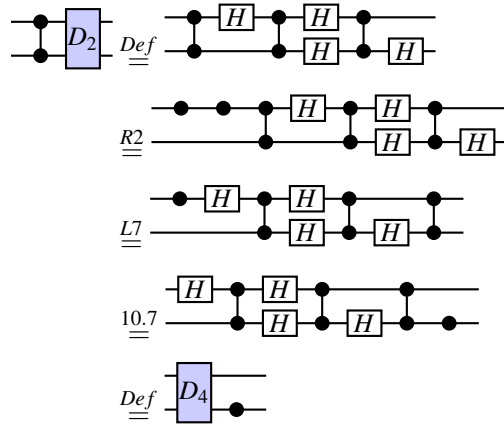 D2 Def = H H H H
R2 = H H H H
L7 = H H H H
10.7 = H H H H
Def = D4